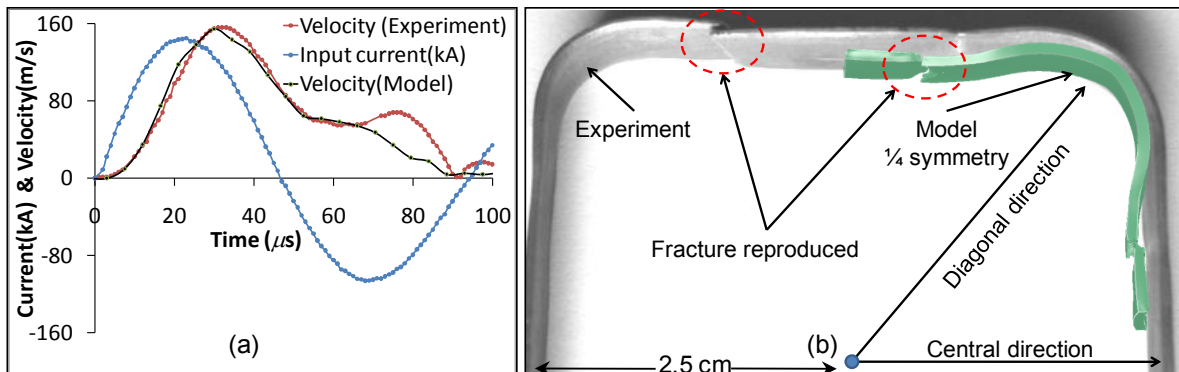 160
80
0
-80
-160
Current(kA) & Velocity(m/s)
Velocity (Experiment)
Input current(kA)
Velocity(Model)
0
20
40
60
80
100
Time (μs)
(a)
Experiment
Model
¼ symmetry
Fracture reproduced
Diagonal direction
Central direction
2.5 cm
(b)